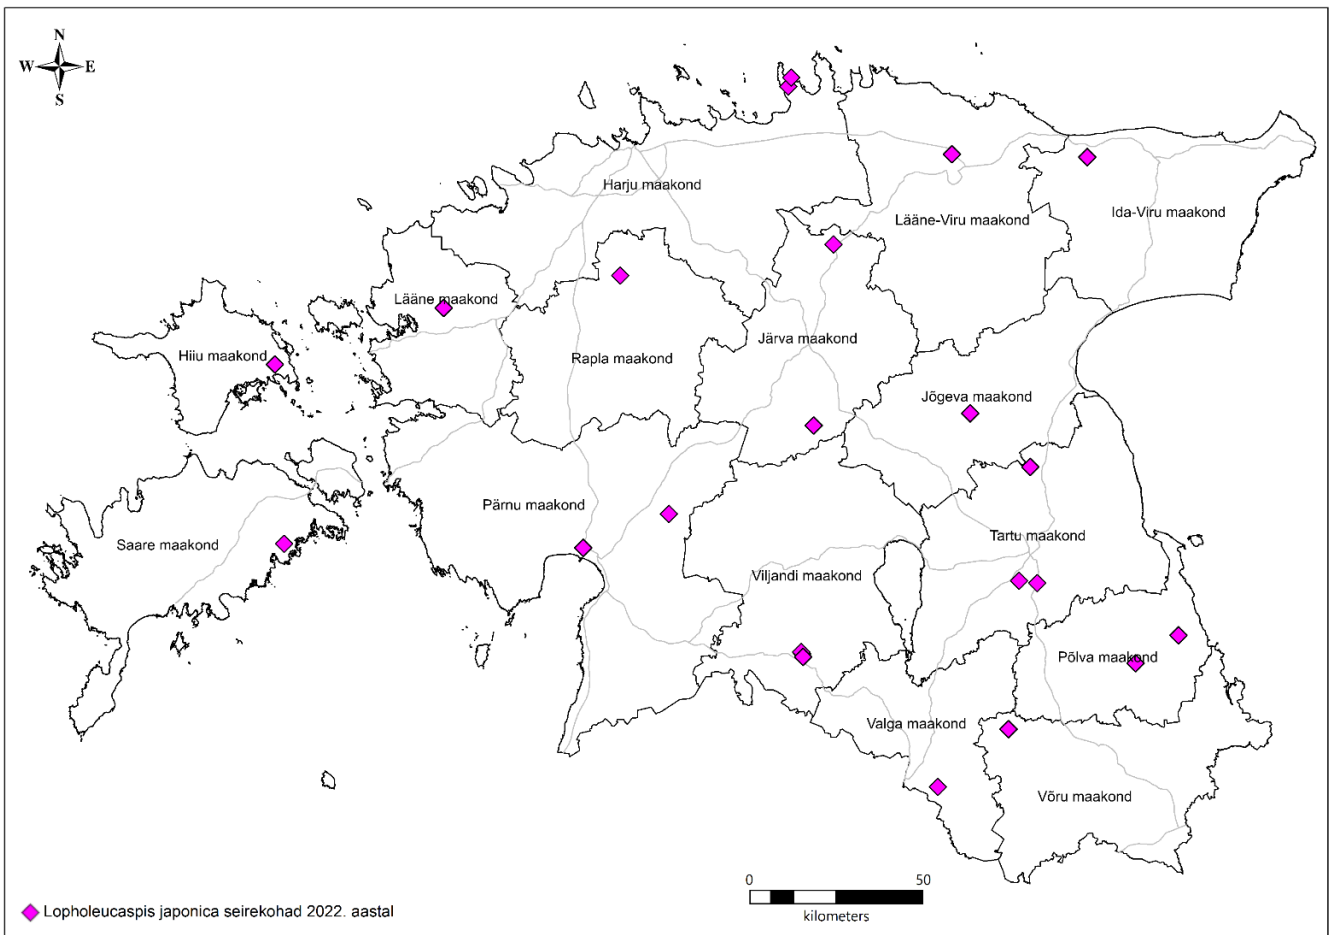 N
W E
S
Harju maakond
Lääne-Viru maakond
Ida-Viru maakond
Lääne maakond
Hiiu maakond
Rapla maakond
Järva maakond
Jõgeva maakond
Pärnu maakond
Saare maakond
Tartu maakond
Viljandi maakond
Põlva maakond
Valga maakond
Võru maakond
0 50
kilometers
Lopholeucaspis japonica seirekohad 2022. aastal